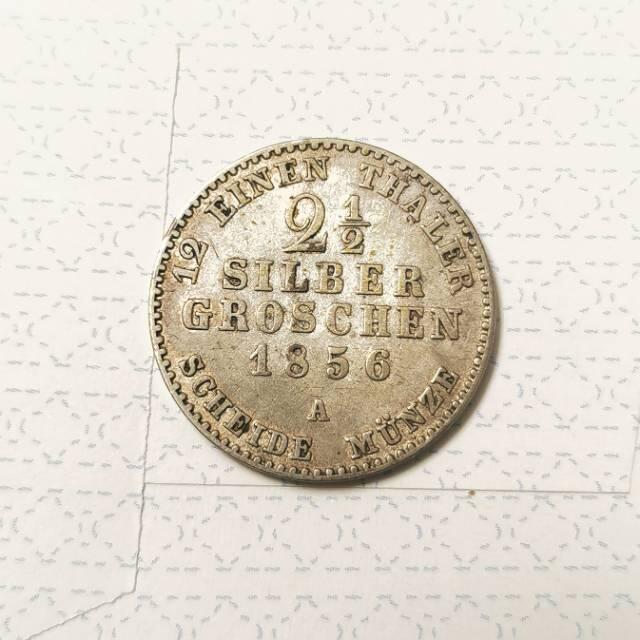 12 EINEN THALER
2 1/2
SILBER
GROSCHEN
1856
A
SCHEIDE MÜNZE